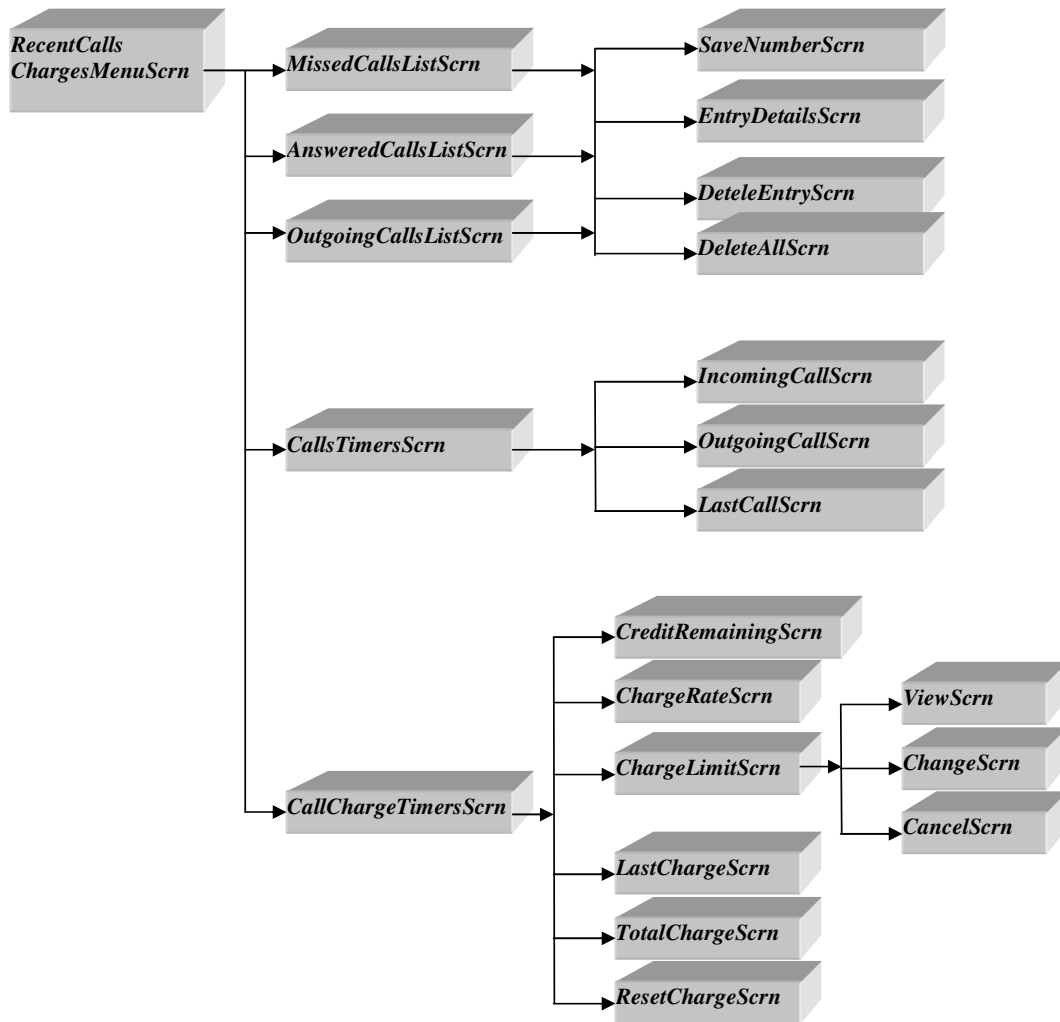 RecentCalls
ChargesMenuScrn
MissedCallsListScrn
AnsweredCallsListScrn
OutgoingCallsListScrn
SaveNumberScrn
EntryDetailsScrn
DeteleEntryScrn
DeleteAllScrn
CallsTimersScrn
IncomingCallScrn
OutgoingCallScrn
LastCallScrn
CallChargeTimersScrn
CreditRemainingScrn
ChargeRateScrn
ChargeLimitScrn
LastChargeScrn
TotalChargeScrn
ResetChargeScrn
ViewScrn
ChangeScrn
CancelScrn